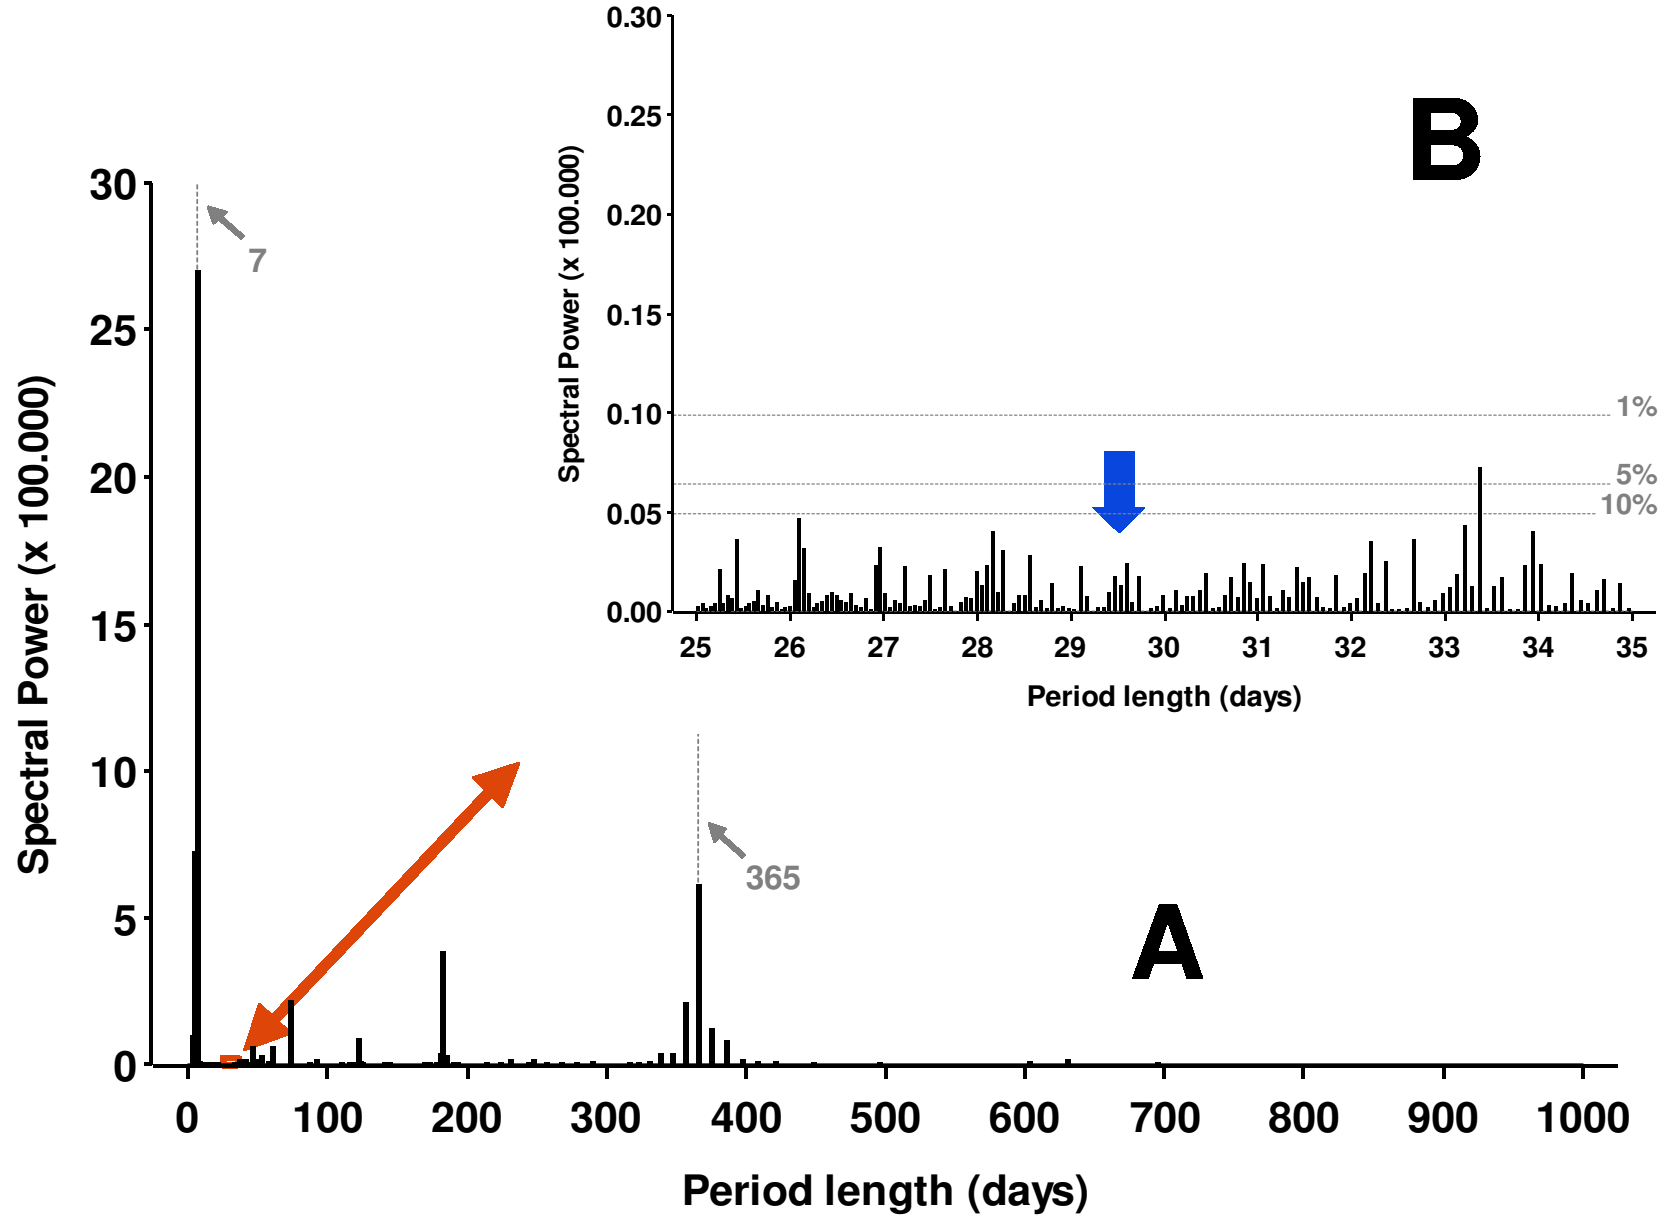 0.30
0.25
0.20
0.15
0.10
0.05
0.00
Spectral Power (x 100.000)
B
1%
5%
10%
25 26 27 28 29 30 31 32 33 34 35
Period length (days)
30
25
20
15
10
5
0
Spectral Power (x 100.000)
7
365
A
0 100 200 300 400 500 600 700 800 900 1000
Period length (days)